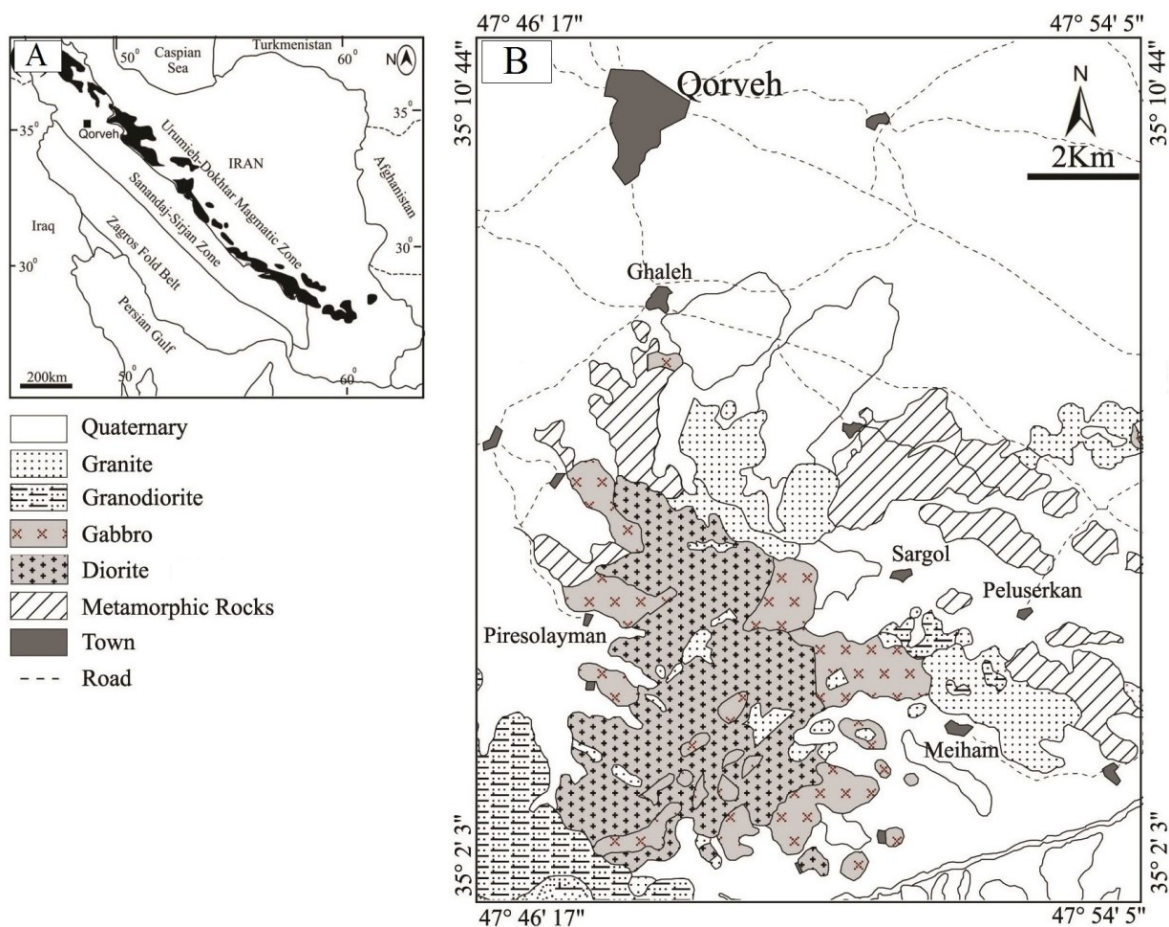 A
50°
Caspian
Sea
Turkmenistan
60
N
35°
Qorveh
35°
Urumieh-Dokhtar Magmatic Zone
IRAN
Afghanistan
Sanandaj-Sirjan Zone
Iraq
Zagros Fold Belt
30°
30°
Persian Gulf
200km
50°
60
Quaternary
Granite
Granodiorite
Gabbro
Diorite
Metamorphic Rocks
Town
Road
47° 46' 17"
47° 54' 5"
B
35° 10' 44"
35° 10' 44"
Qorveh
N
2Km
Ghaleh
Sargol
Peluserkan
Piresolayman
Meiham
35° 2' 3"
35° 2' 3"
47° 46' 17"
47° 54' 5"